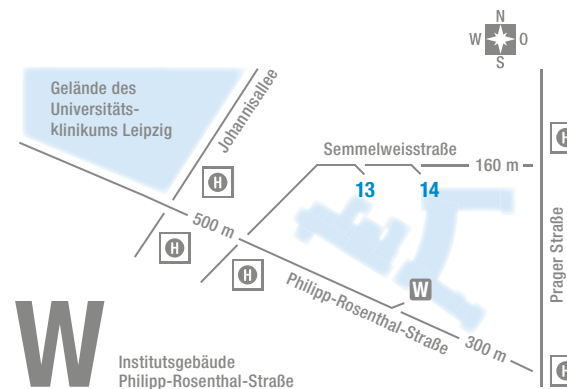 N
W O
S
Gelände des
Universitäts-
klinikums Leipzig
Johannisallee
Semmelweisstraße
160 m
13
14
H
H
H
H
H
500 m
W
Philipp-Rosenthal-Straße
300 m
Prager Straße
W
Institutsgebäude
Philipp-Rosenthal-Straße